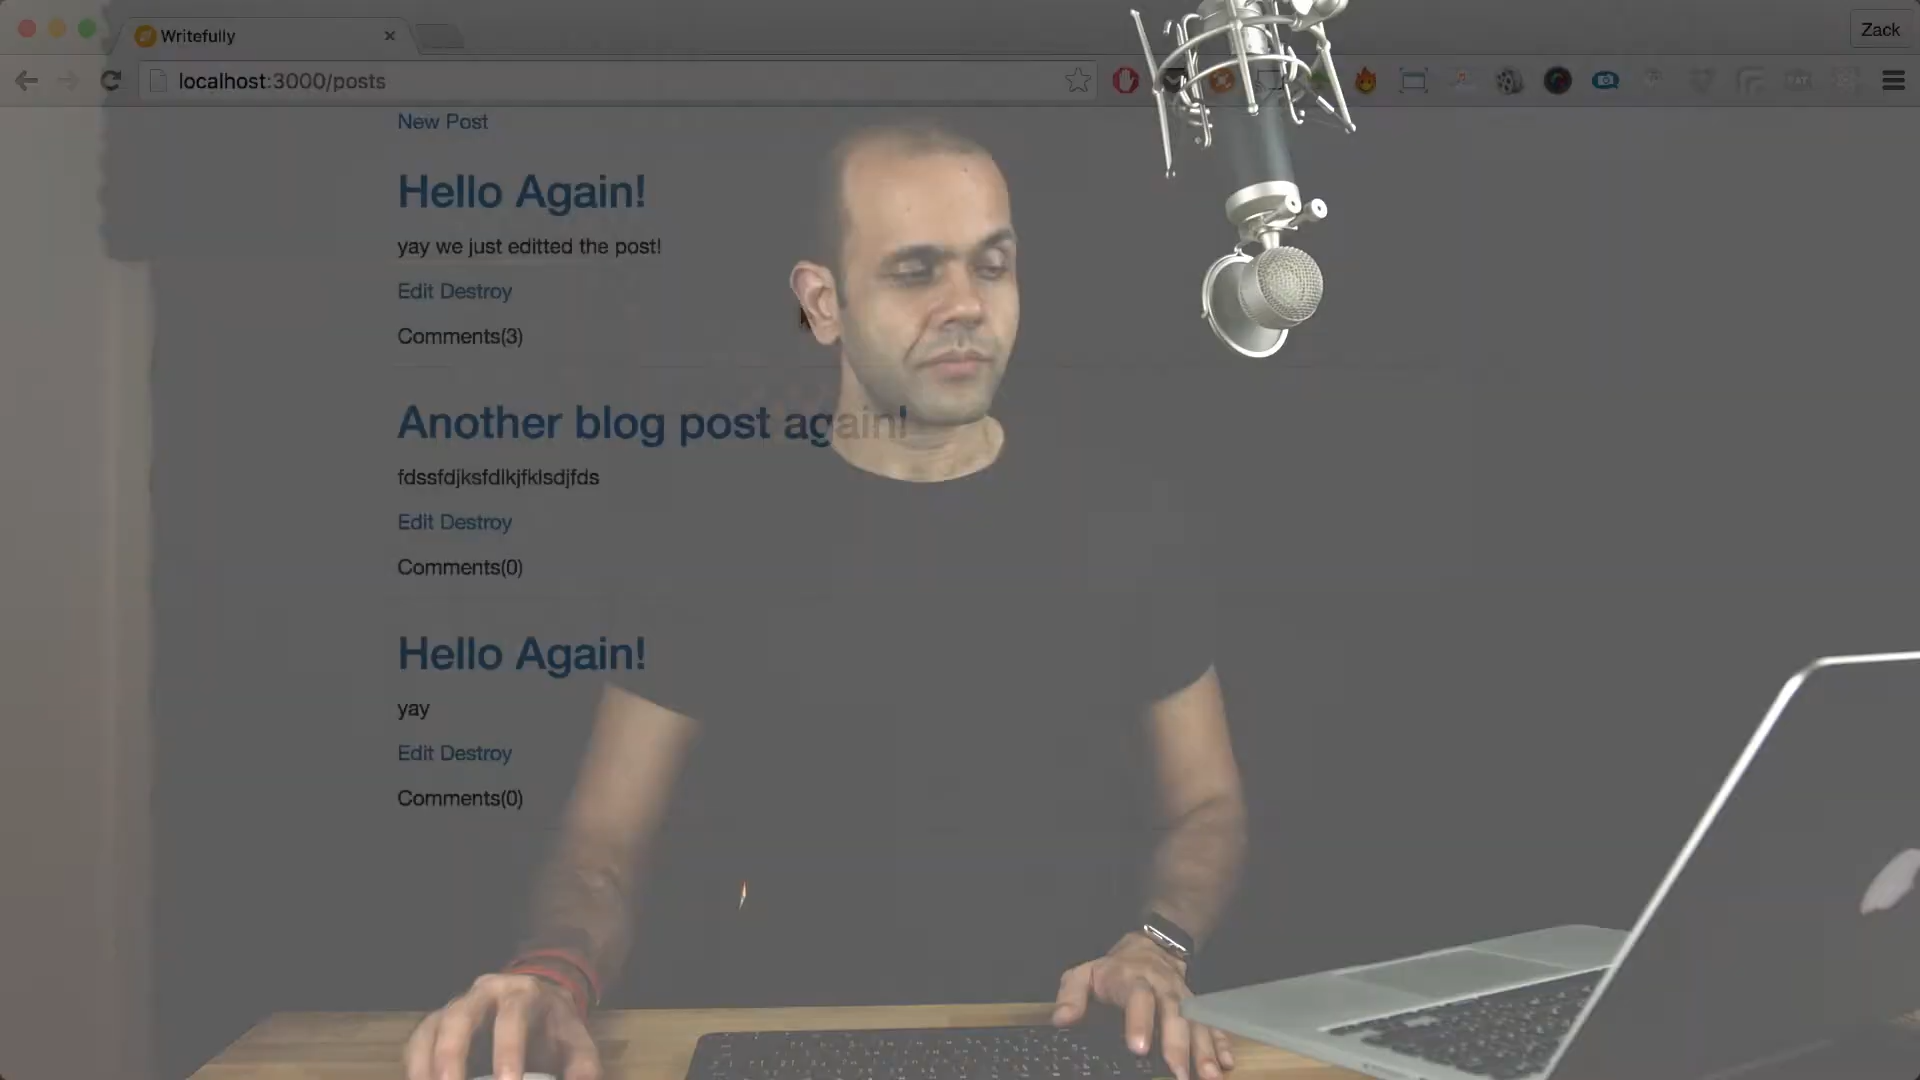 Writefully
Zack
localhost:3000/posts
New Post
Hello Again!
yay we just editted the post!
Edit Destroy
Comments(3)
Another blog post again!
fdssfdjksfdlkjfklsdjfds
Edit Destroy
Comments(0)
Hello Again!
yay
Edit Destroy
Comments(0)